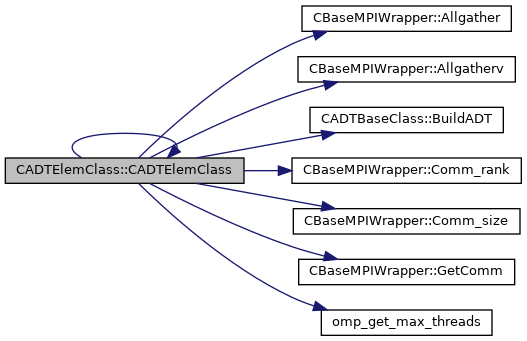 CBaseMPIWrapper::Allgather
CBaseMPIWrapper::Allgatherv
CADTBaseClass::BuildADT
CADTElemClass::CADTElemClass
CBaseMPIWrapper::Comm_rank
CBaseMPIWrapper::Comm_size
CBaseMPIWrapper::GetComm
omp_get_max_threads